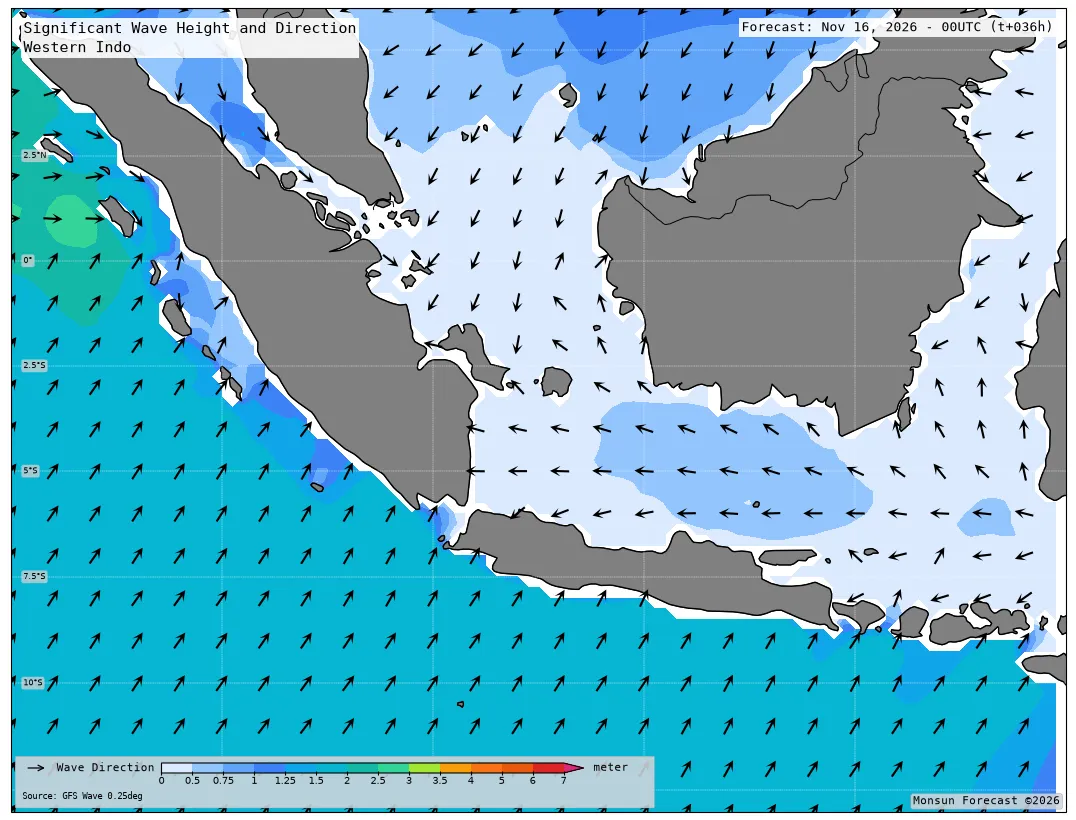 Significant Wave Height and Direction
Western Indo
Forecast: Nov 16, 2026 - 00UTC (t+036h)
2.5°N
0°
2.5°S
5°S
7.5°S
10°S
Wave Direction
0 0.5 0.75 1 1.25 1.5 2 2.5 3 3.5 4 5 6 7
meter
Source: GFS Wave 0.25deg
Monsun Forecast ©2026